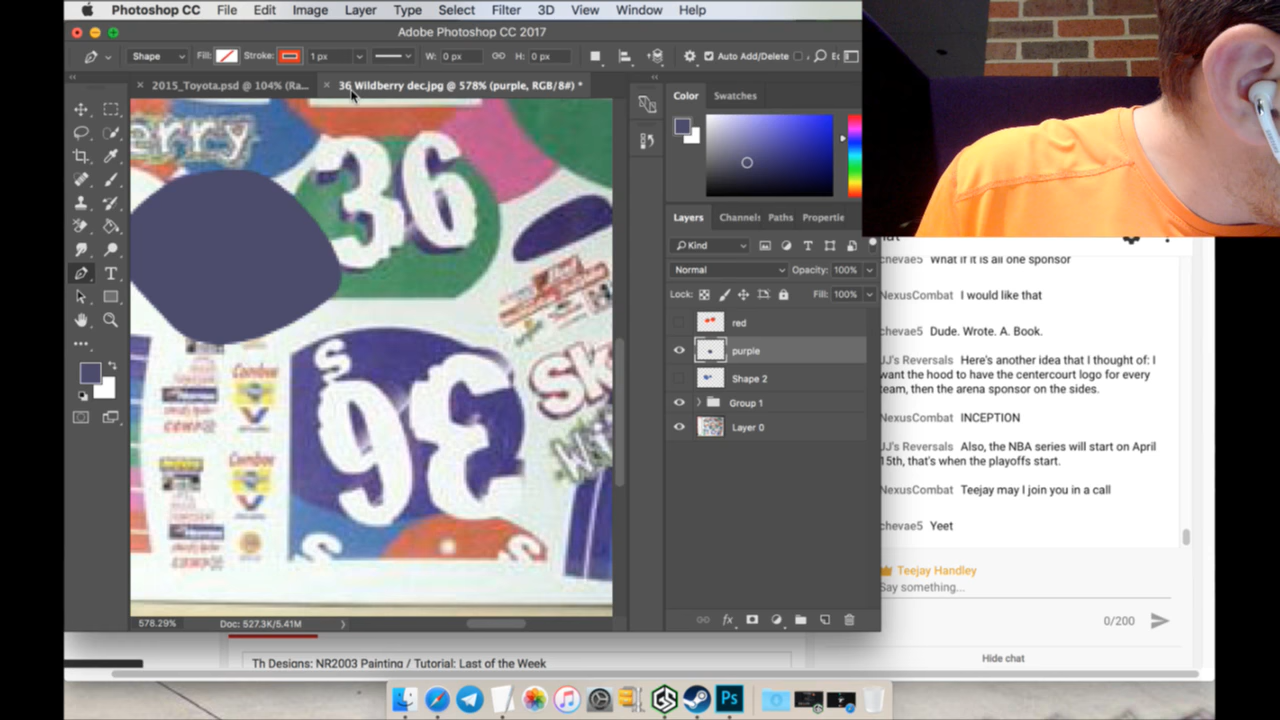 Photoshop CC File Edit Image Layer Type Select Filter 3D View Window Help
Adobe Photoshop CC 2017
Shape Fill: Stroke: 1 px W: 0 px H: 0 px Auto Add/Delete
2015_Toyota.psd @ 104% (Ra... 36 Wildberry dec.jpg @ 578% (purple, RGB/8#) *
Color Swatches
erry
36
36
S
Combos
Combos
Layers Channel: Paths Propertie
Kind
Normal Opacity: 100%
Lock: Fill: 100%
red
purple
Shape 2
Group 1
Layer 0
578.29% Doc: 527.3K/5.41M
chevae5 What if it is all one sponsor
NexusCombat I would like that
chevae5 Dude. Wrote. A. Book.
JJ's Reversals Here's another idea that I thought of: I
want the hood to have the centercourt logo for every
team, then the arena sponsor on the sides.
NexusCombat INCEPTION
JJ's Reversals Also, the NBA series will start on April
15th, that's when the playoffs start.
NexusCombat Teejay may I join you in a call
chevae5 Yeet
Teejay Handley
Say something...
0/200
Hide chat
Th Designs: NR2003 Painting / Tutorial: Last of the Week
Ps